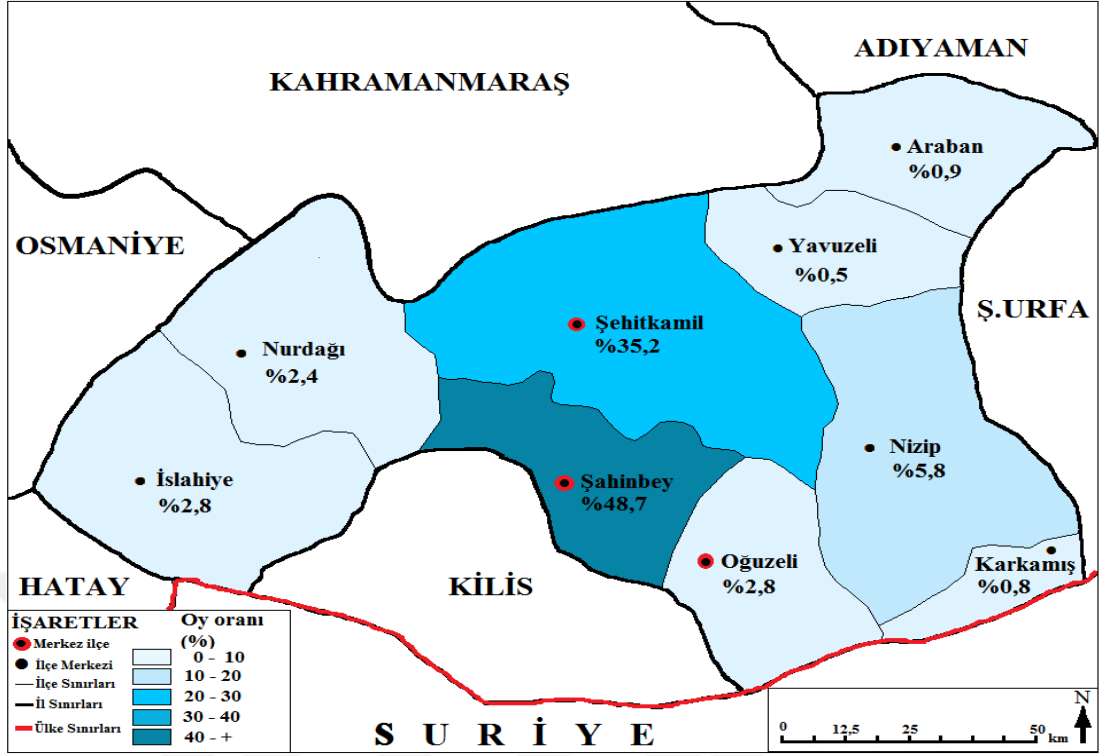 ADIYAMAN
KAHRAMANMARAŞ
Araban
%0,9
OSMANİYE
Yavuzeli
%0,5
Ş.URFA
Şehitkamil
%35,2
Nurdağı
%2,4
Nizip
%5,8
İslahiye
%2,8
Şahinbey
%48,7
Oğuzeli
%2,8
Karkamış
%0,8
HATAY
KİLİS
İŞARETLER
Merkez ilçe
İlçe Merkezi
İlçe Sınırları
İl Sınırları
Ülke Sınırları
Oy oranı
(%)
0 - 10
10 - 20
20 - 30
30 - 40
40 - +
SURİYE
N
0 12,5 25 50
km